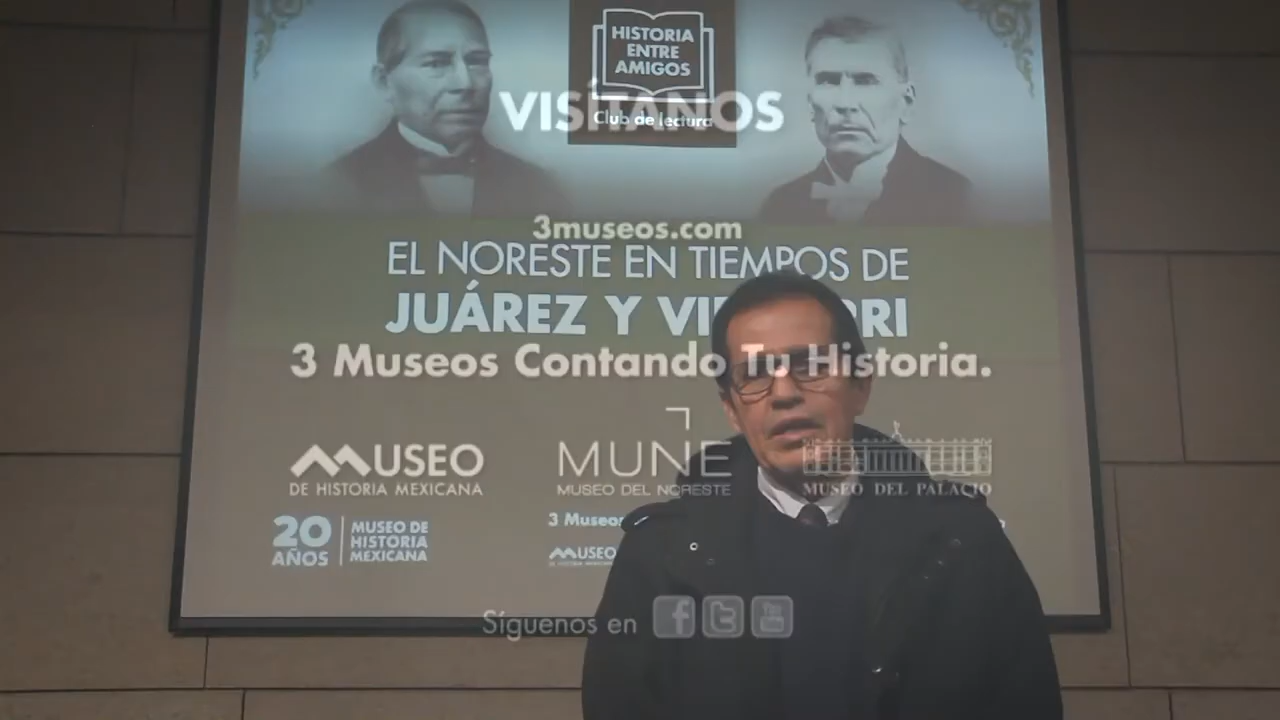 HISTORIA
ENTRE
AMIGOS
Club de lectura
VISÍTANOS
3museos.com
EL NORESTE EN TIEMPOS DE
JUÁREZ Y
3 Museos Contando Tu Historia.
MUSEO
DE HISTORIA MEXICANA
MUNE
MUSEO DEL NORESTE
MUSEO DEL PALACIO
20
AÑOS
MUSEO DE
HISTORIA
MEXICANA
3 Museos
MUSEO
Síguenos en